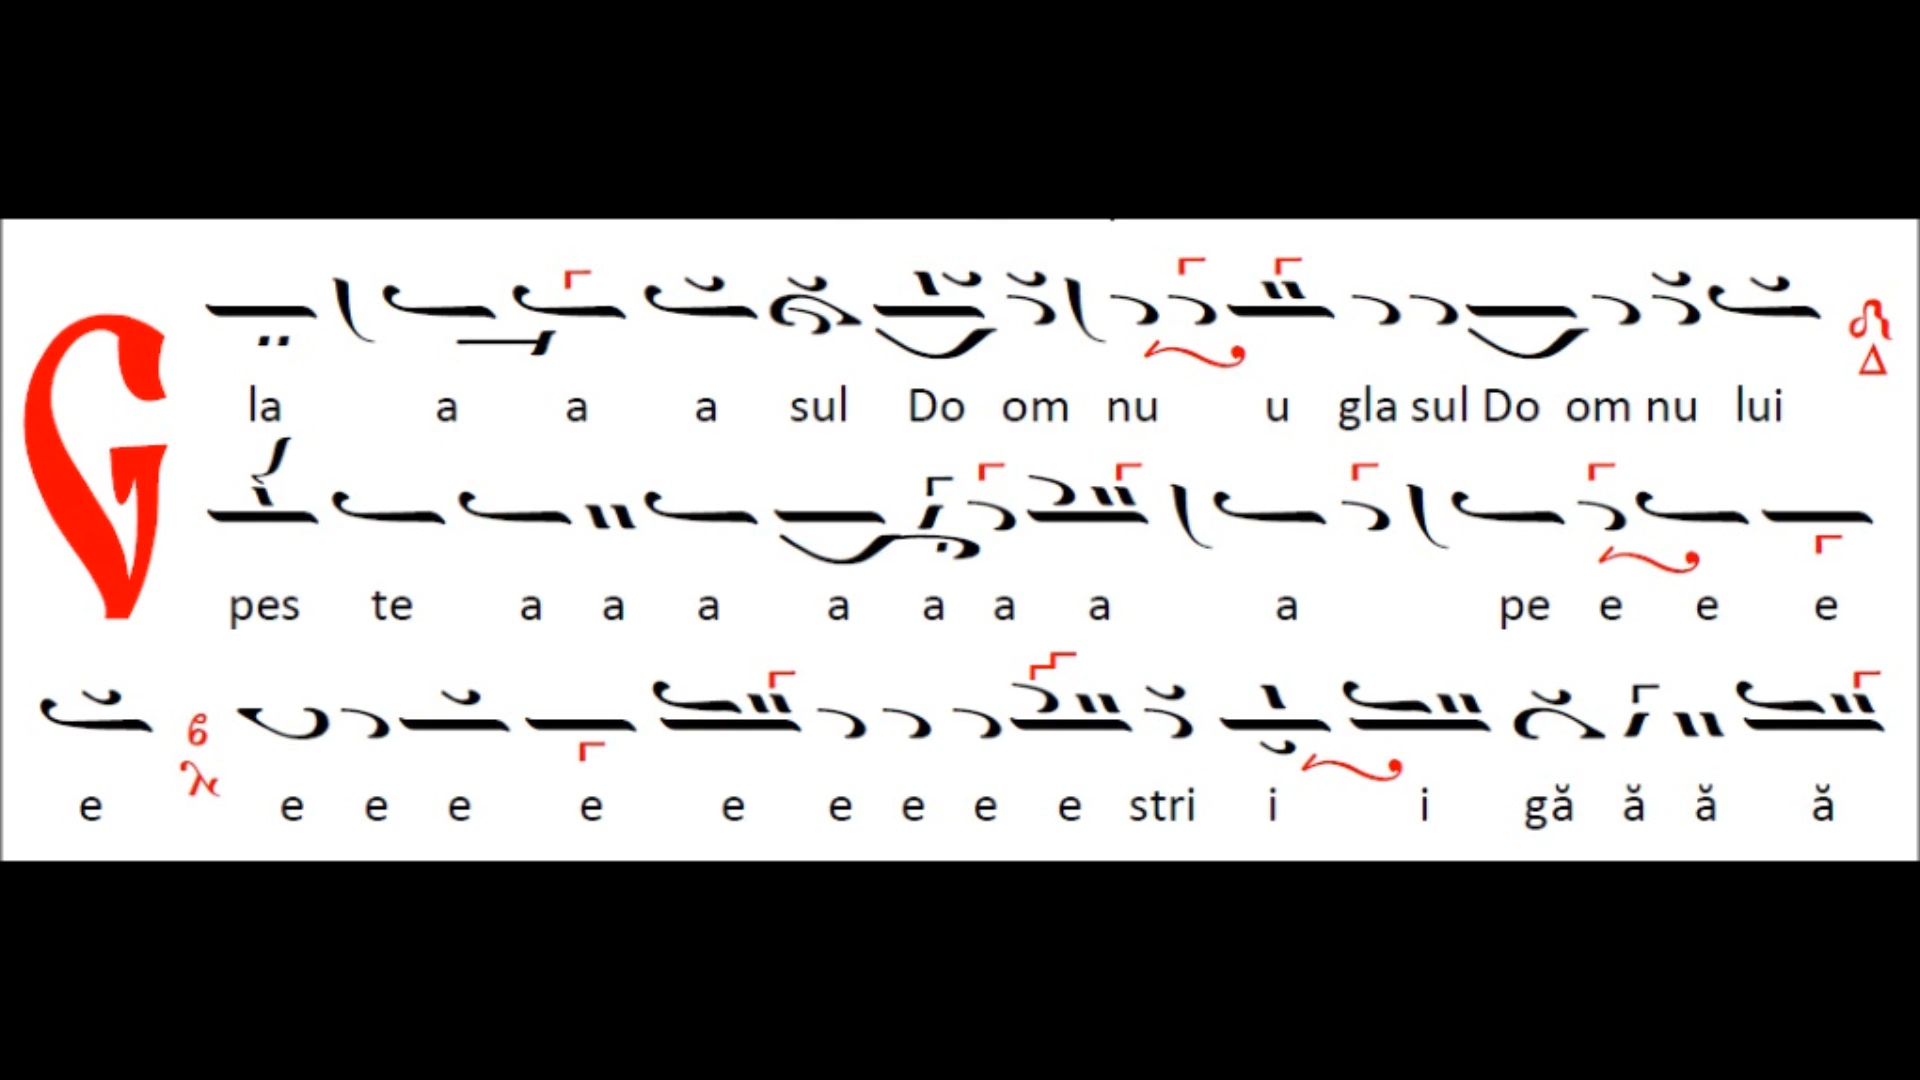 G la a a a sul Do om nu u gla sul Do om nu lui
pes te a a a a a a a a pe e e e
e e e e e e e e e e stri i i gă ă ă ă